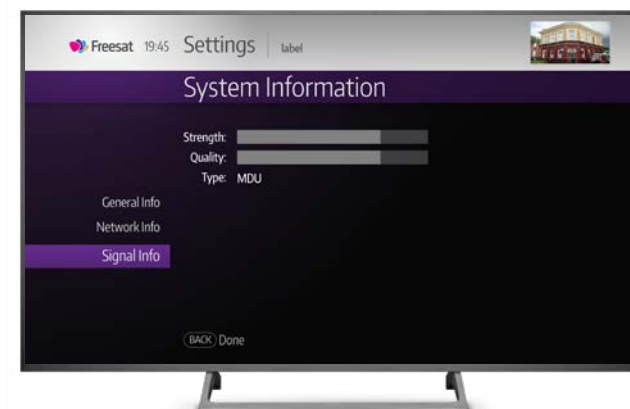 Freesat 19:45 Settings label
System Information
Strength:
Quality:
Type: MDU
General Info
Network Info
Signal Info
BACK Done